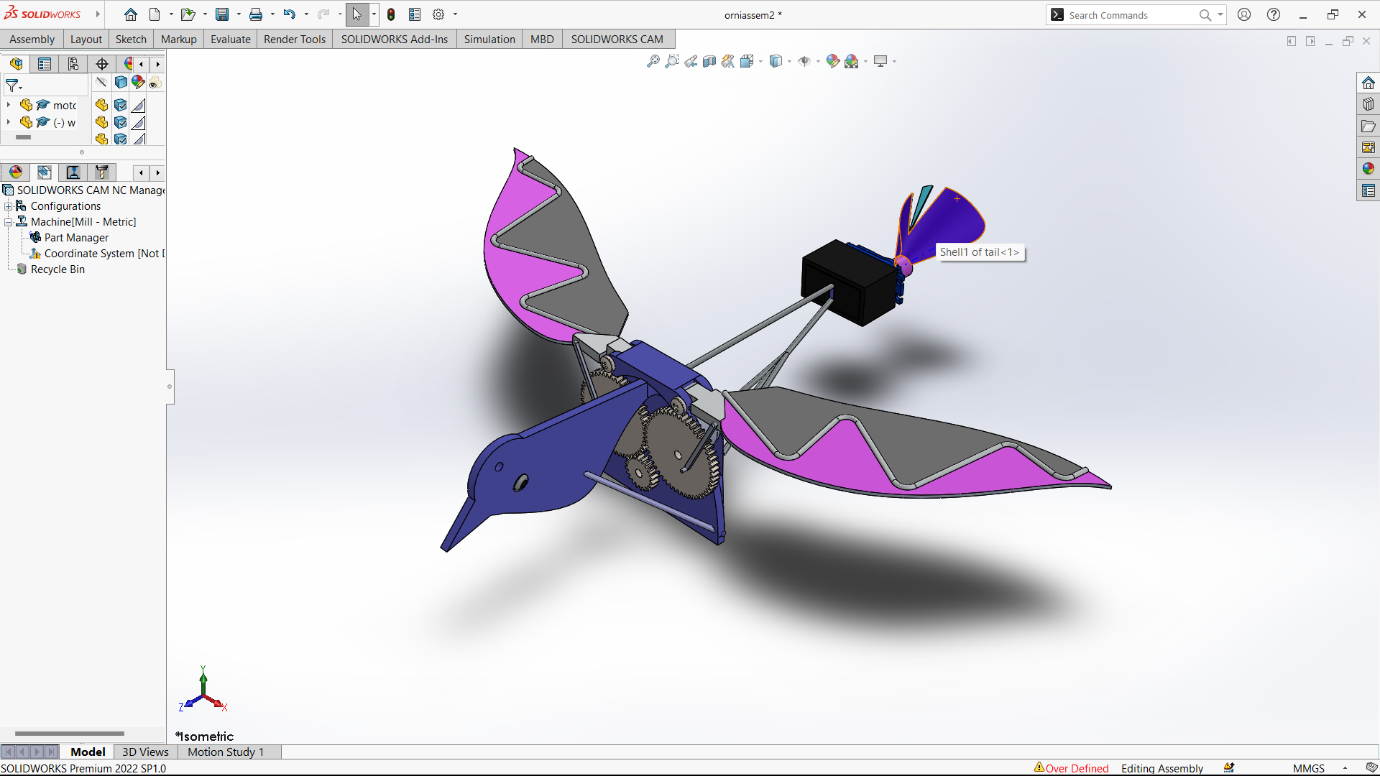 SOLIDWORKS
orniassem2 *
Search Commands
Assembly Layout Sketch Markup Evaluate Render Tools SOLIDWORKS Add-Ins Simulation MBD SOLIDWORKS CAM
motc
(-) w
SOLIDWORKS CAM NC Manage
Configurations
Machine[Mill - Metric]
Part Manager
Coordinate System [Not D
Recycle Bin
Shell1 of tail<1>
Y
Z X
*Isometric
Model 3D Views Motion Study 1
SOLIDWORKS Premium 2022 SP1.0 Over Defined Editing Assembly MMGS